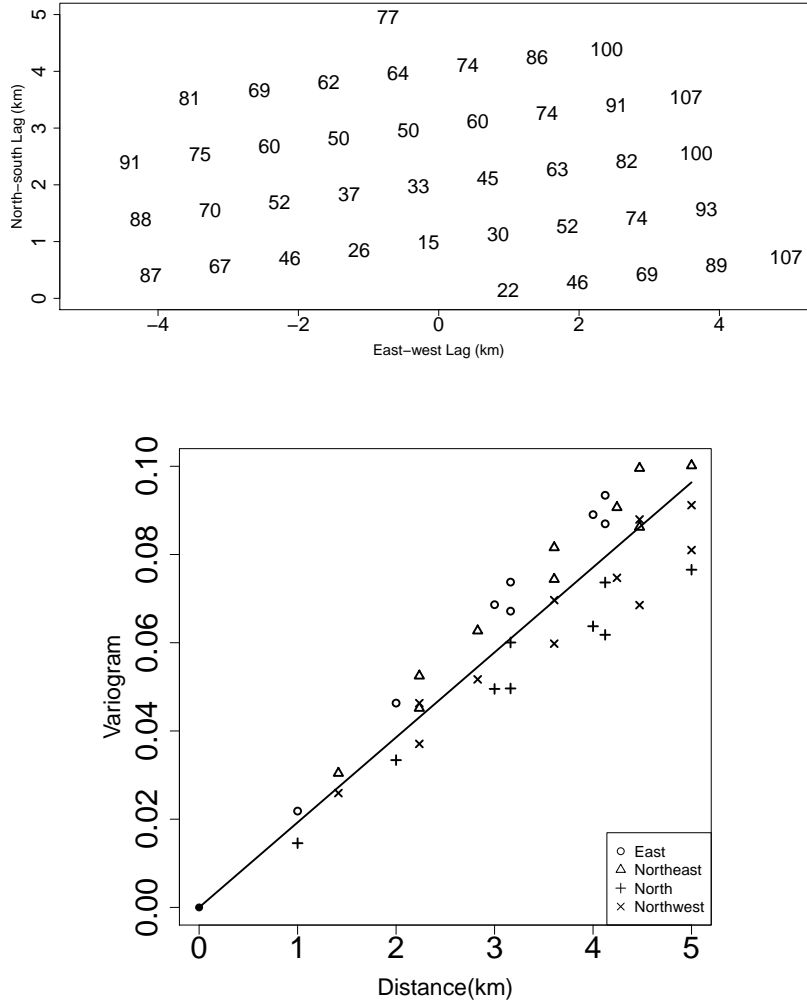 North−south Lag (km)
5
4
3
2
1
0
77
81 69 62 64 74 86 100
91 75 60 50 50 60 74 91 107
88 70 52 37 33 45 63 82 100
87 67 46 26 15 30 52 74 93
22 46 69 89 107
−4 −2 0 2 4
East−west Lag (km)
Variogram
0.10
0.08
0.06
0.04
0.02
0.00
East
Northeast
North
Northwest
0 1 2 3 4 5
Distance(km)